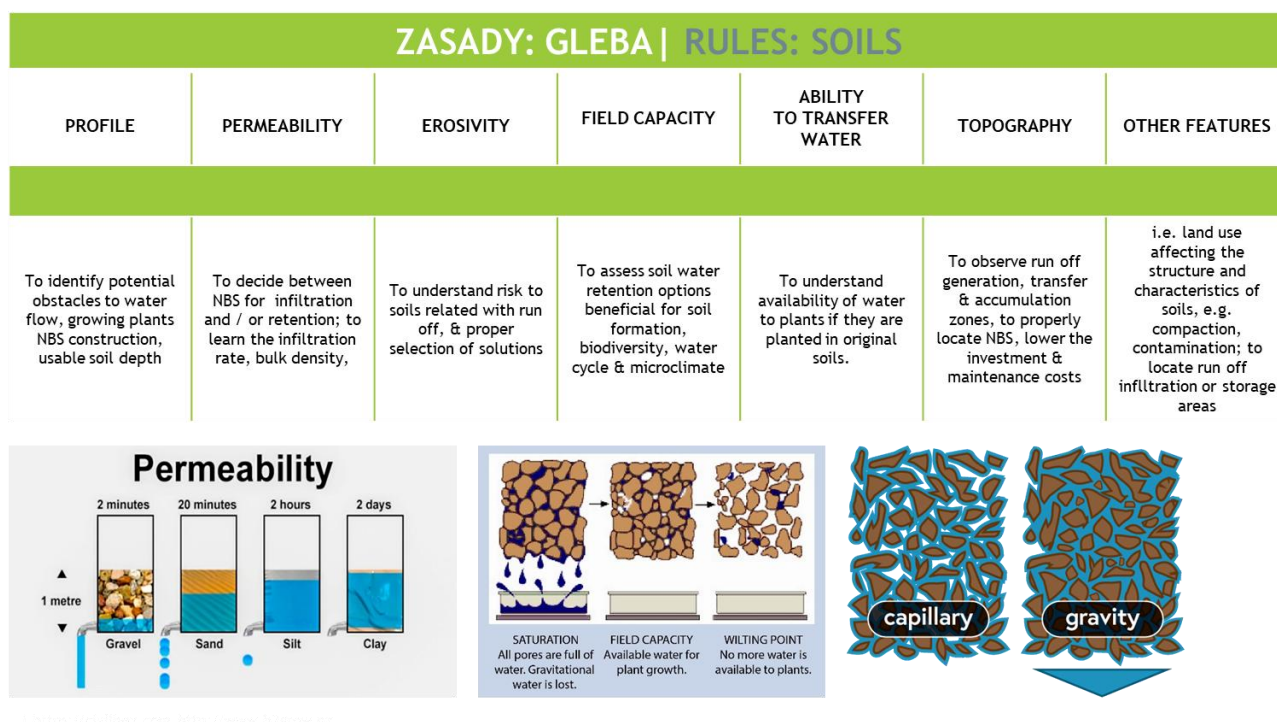 ZASADY: GLEBA| RULES: SOILS
PROFILE
PERMEABILITY
EROSIVITY
FIELD CAPACITY
ABILITY
TO TRANSFER
WATER
TOPOGRAPHY
OTHER FEATURES
To identify potential
obstacles to water
flow, growing plants
NBS construction,
usable soil depth
To decide between
NBS for infiltration
and / or retention; to
learn the infiltration
rate, bulk density,
To understand risk to
soils related with run
off, & proper
selection of solutions
To assess soil water
retention options
beneficial for soil
formation,
biodiversity, water
cycle & microclimate
To understand
availability of water
to plants if they are
planted in original
soils.
To observe run off
generation, transfer
& accumulation
zones, to properly
locate NBS, lower the
investment &
maintenance costs
i.e. land use
affecting the
structure and
characteristics of
soils, e.g.
compaction,
contamination; to
locate run off
inflltration or storage
areas
Permeability
2 minutes
20 minutes
2 hours
2 days
1 metre
Gravel
Sand
Silt
Clay
SATURATION
All pores are full of
water. Gravitational
water is lost.
FIELD CAPACITY
Available water for
plant growth.
WILTING POINT
No more water is
available to plants.
capillary
gravity